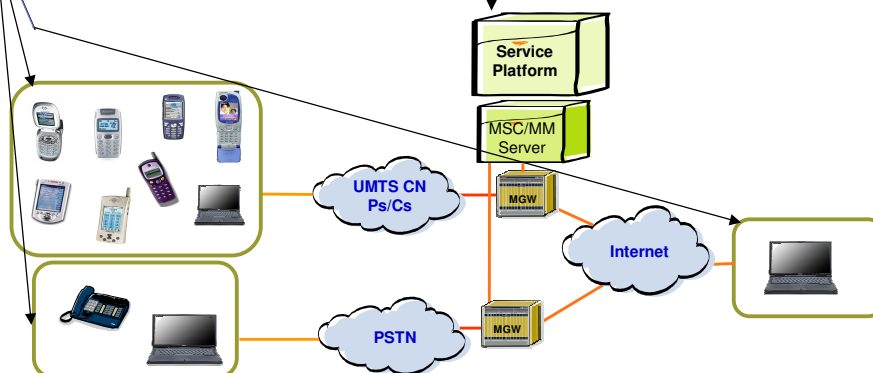 Service
Platform
MSC/MM
Server
UMTS CN
Ps/Cs
MGW
Internet
PSTN
MGW